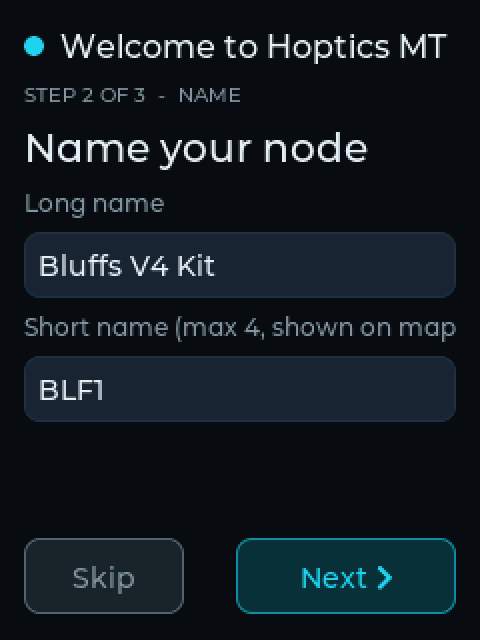 Welcome to Hoptics MT
STEP 2 OF 3 - NAME
Name your node
Long name
Bluffs V4 Kit
Short name (max 4, shown on map
BLF1
Skip
Next